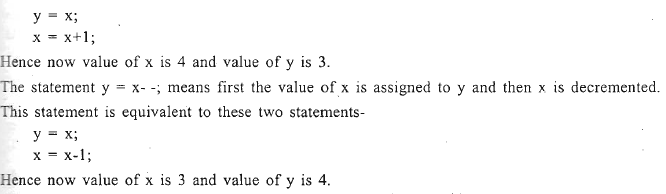 y = x;
x = x+1;
Hence now value of x is 4 and value of y is 3.
The statement y = x- -; means first the value of x is assigned to y and then x is decremented.
This statement is equivalent to these two statements-
y = x;
x = x-1;
Hence now value of x is 3 and value of y is 4.